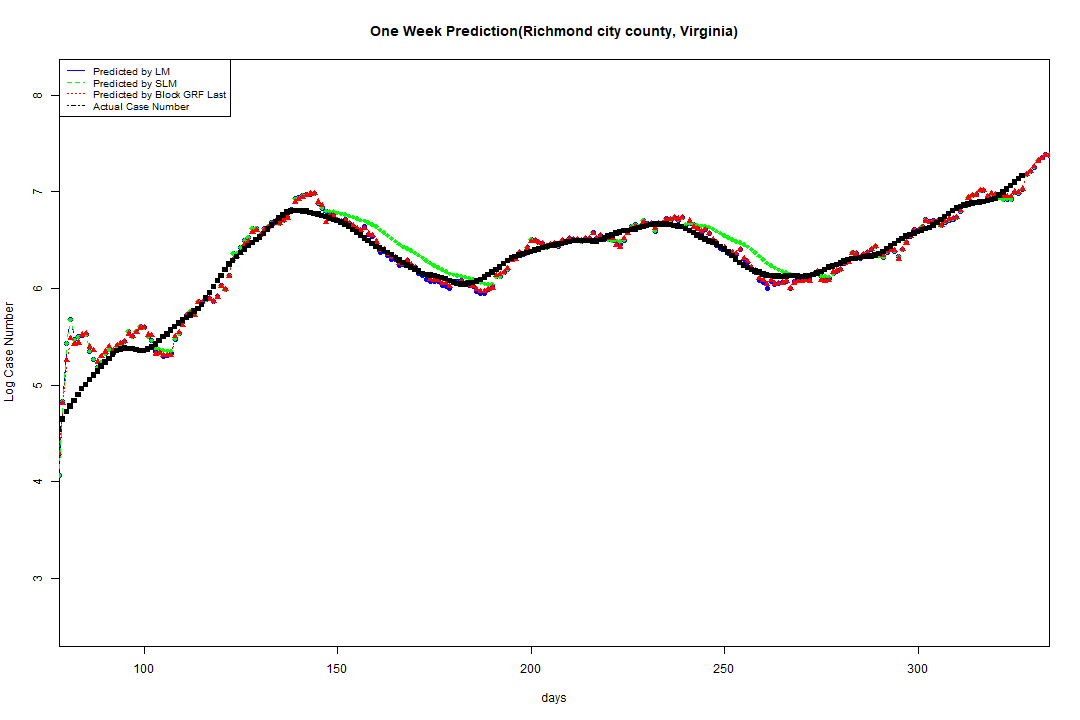 One Week Prediction(Richmond city county, Virginia)
Predicted by LM
Predicted by SLM
Predicted by Block GRF Last
Actual Case Number
8
7
6
5
4
3
Log Case Number
100 150 200 250 300
days